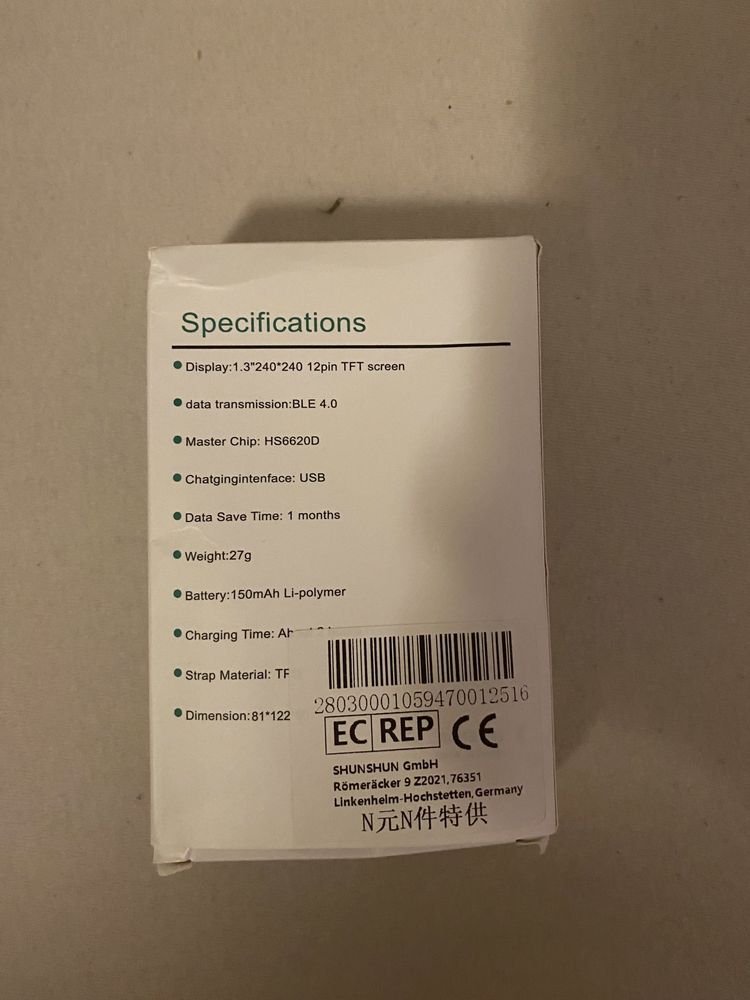 Specifications
Display:1.3"240*240 12pin TFT screen
data transmission:BLE 4.0
Master Chip: HS6620D
Chatgingintenface: USB
Data Save Time: 1 months
Weight:27g
Battery:150mAh Li-polymer
Charging Time:
Strap Material:
Dimension:81*122
28030001059470012516
EC REP CE
SHUNSHUN GmbH
Römeräcker 9 Z2021,76351
Linkenheim-Hochstetten,Germany
N元N件特供